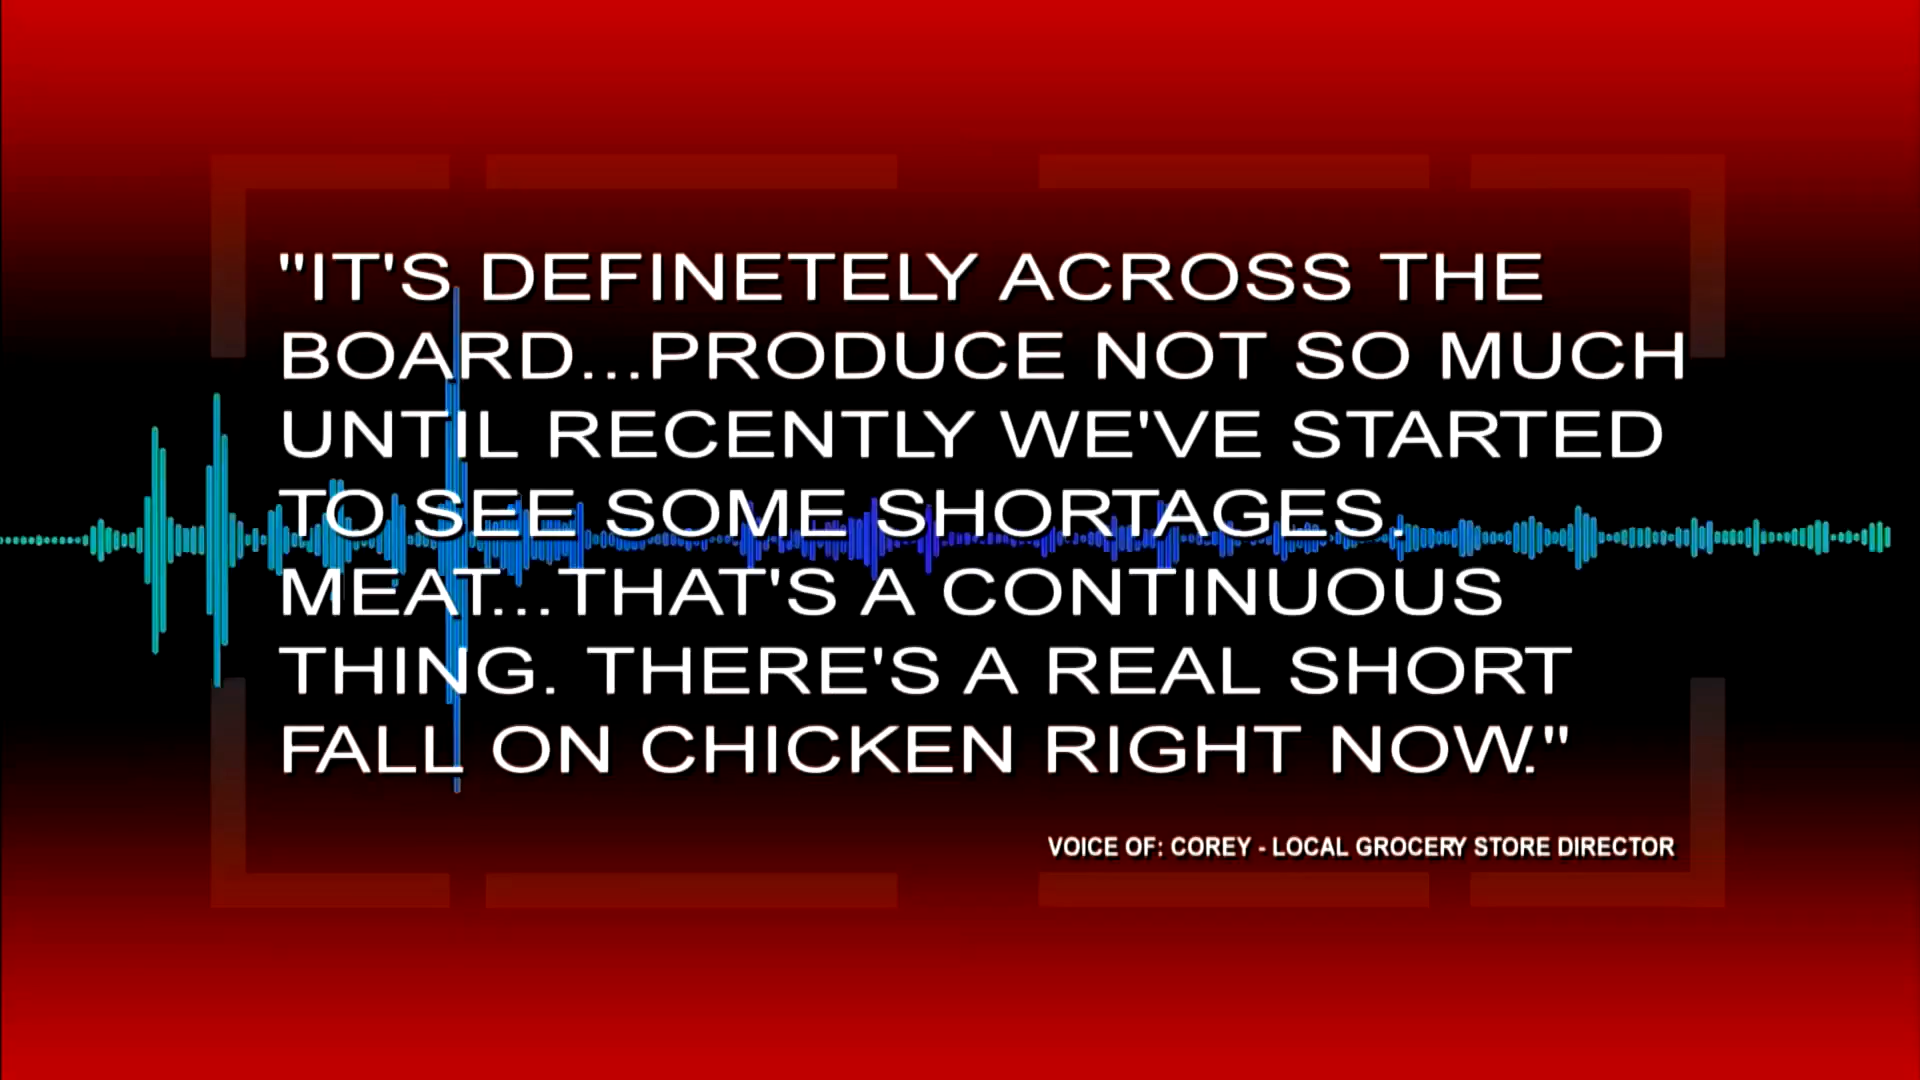 "IT'S DEFINETELY ACROSS THE
BOARD...PRODUCE NOT SO MUCH
UNTIL RECENTLY WE'VE STARTED
TO SEE SOME SHORTAGES.
MEAT...THAT'S A CONTINUOUS
THING. THERE'S A REAL SHORT
FALL ON CHICKEN RIGHT NOW."
VOICE OF: COREY - LOCAL GROCERY STORE DIRECTOR